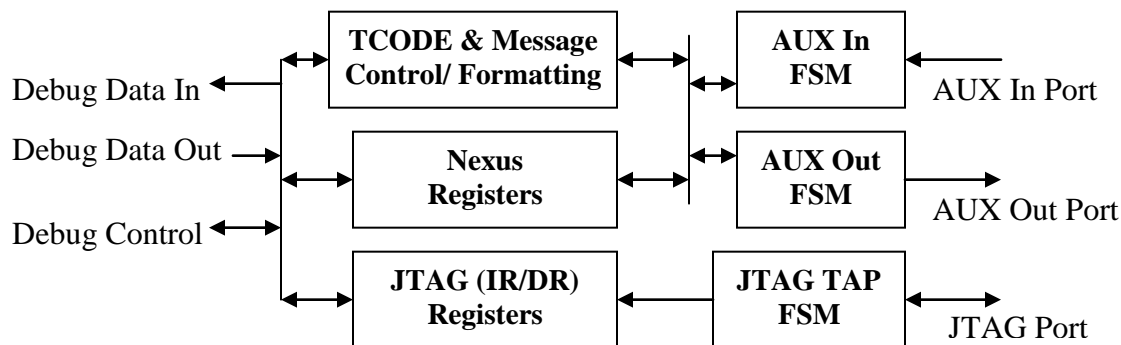 TCODE & Message
Control/ Formatting
AUX In
FSM
Debug Data In
AUX In Port
Debug Data Out
Nexus
Registers
AUX Out
FSM
AUX Out Port
Debug Control
JTAG (IR/DR)
Registers
JTAG TAP
FSM
JTAG Port